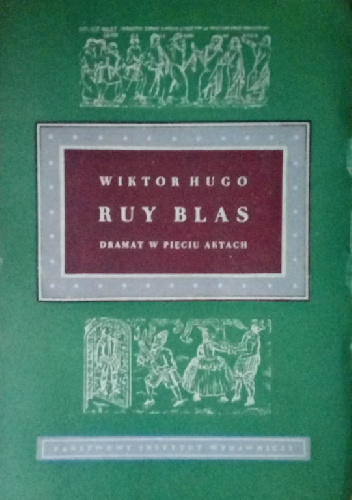 WIKTOR HUGO
RUY BLAS
DRAMAT W PIĘCIU AKTACH
PAŃSTWOWY INSTYTUT WYDAWNICZY